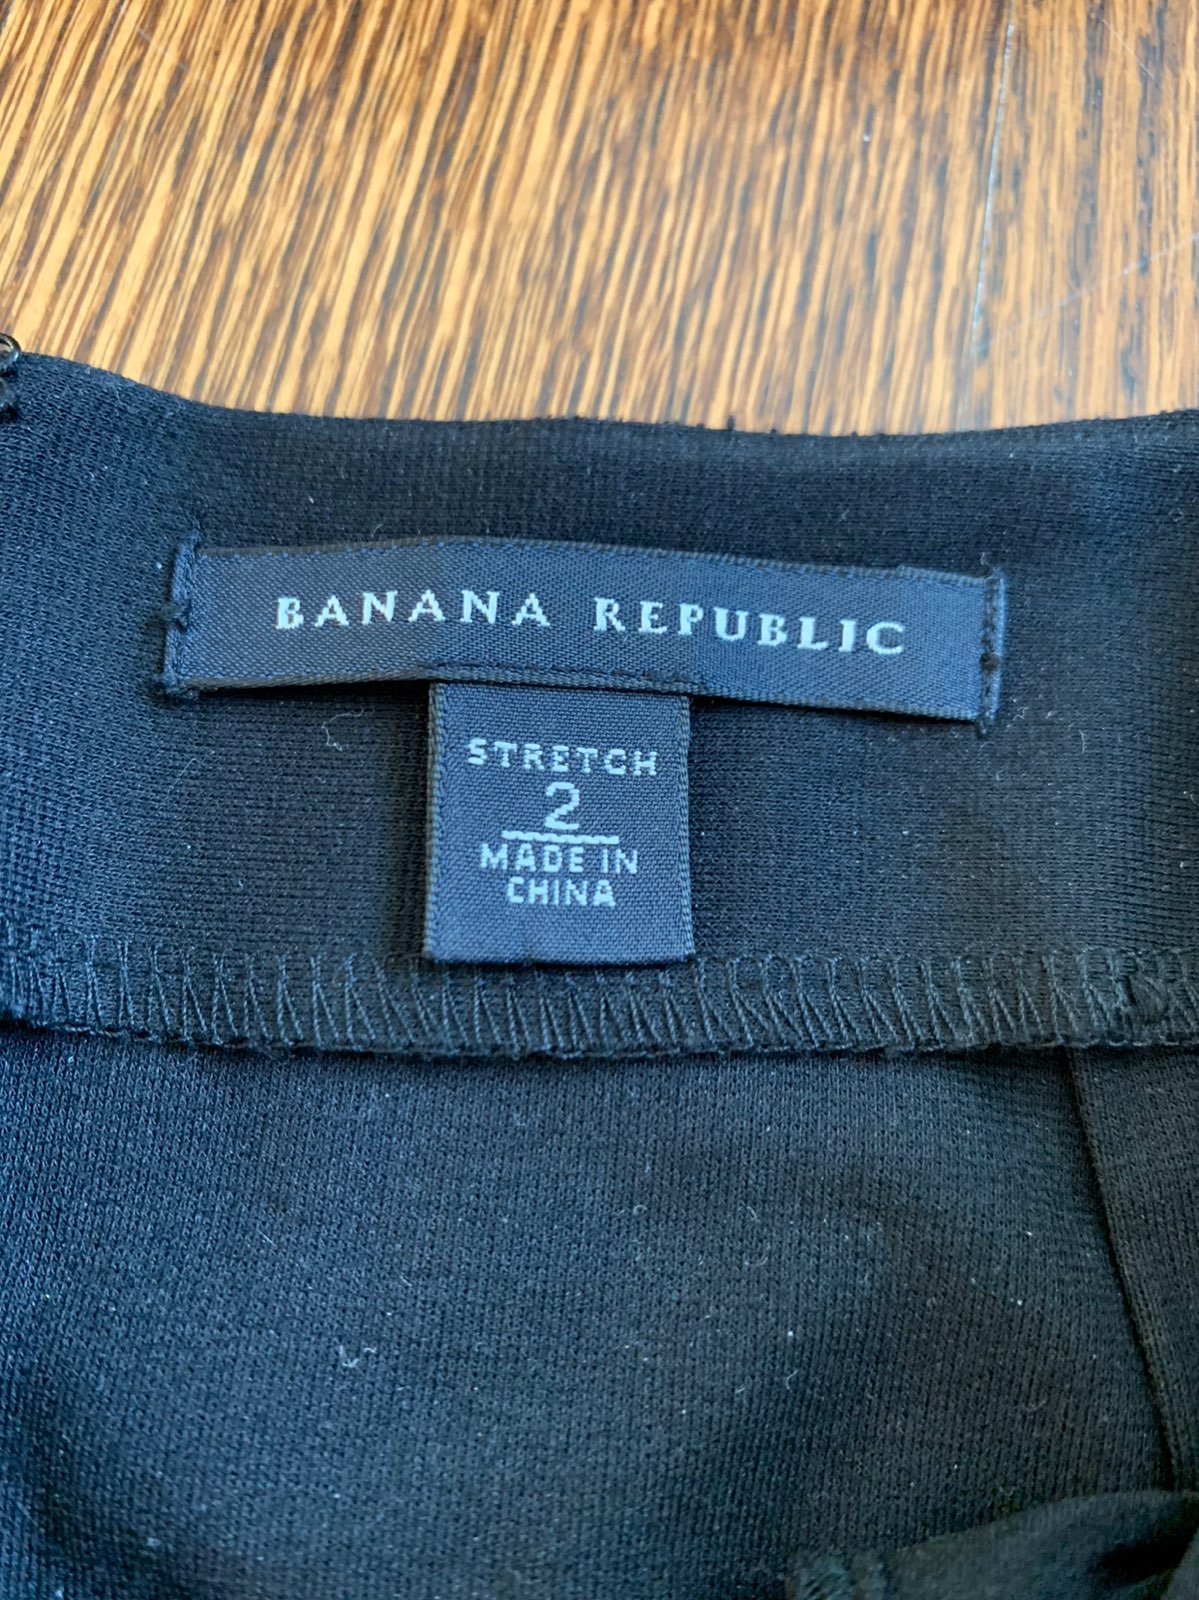 BANANA REPUBLIC
STRETCH
2
MADE IN
CHINA